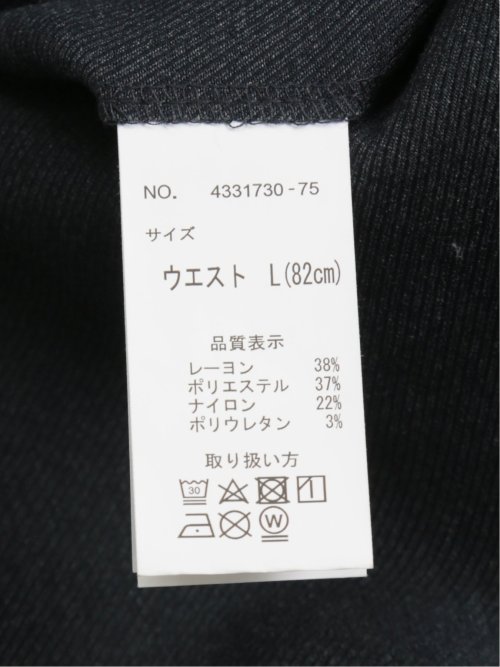 NO. 4331730-75
サイズ
ウエスト L(82cm)
品質表示
レーヨン 38%
ポリエステル 37%
ナイロン 22%
ポリウレタン 3%
取り扱い方
30
W